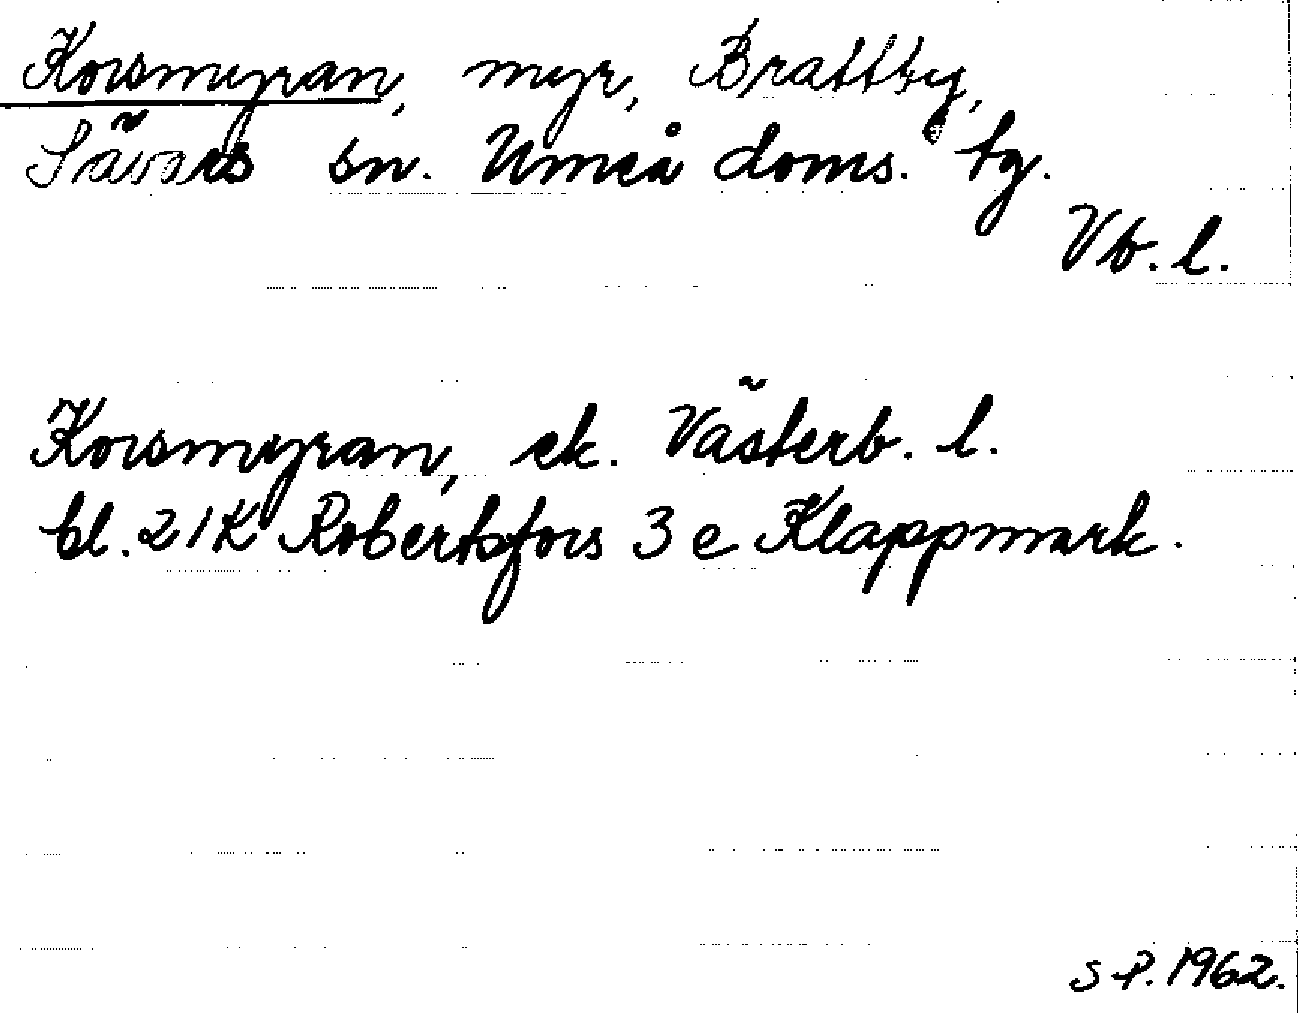 Korsmyran, myr, Brattby,
Sävars sn. Umeå doms. tg.
Vb. l.
Korsmyran, ek. Västerb. l.
bl. 21K Robertsfors 3 e Klappmark.
S P. 1962.